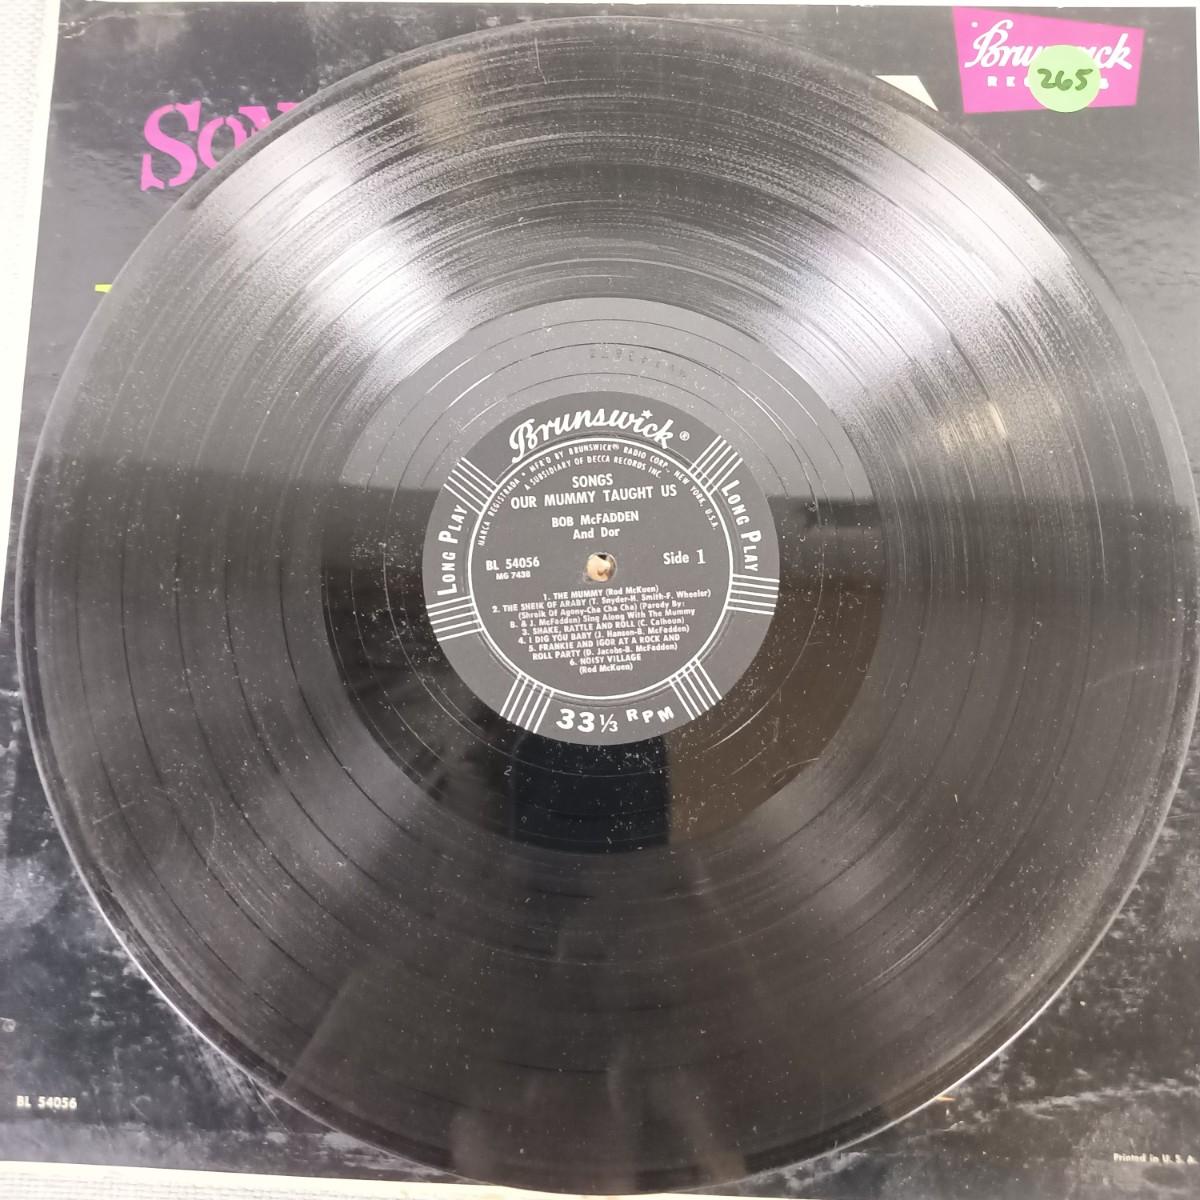 Son
Brunswick
265
Brunswick®
MARCA REGISTRADA • MFR'D BY BRUNSWICK® RADIO CORP., NEW YORK, U.S.A.
A SUBSIDIARY OF DECCA RECORDS INC.
SONGS
OUR MUMMY TAUGHT US
BOB McFADDEN
And Dor
LONG PLAY
LONG PLAY
BL 54056
MG 7438
Side 1
1. THE MUMMY (Rod McKuen)
2. THE SHEIK OF ARABY (T. Snyder-H. Smith-F. Wheeler)
(Shreik Of Agony-Cha Cha Cha) (Parody By:
B. & J. McFadden) Sing Along With The Mummy
3. SHAKE, RATTLE AND ROLL (C. Calhoun)
4. I DIG YOU BABY (J. Hansen-B. McFadden)
5. FRANKIE AND IGOR AT A ROCK AND
ROLL PARTY (D. Jacobs-B. McFadden)
6. NOISY VILLAGE
(Rod McKuen)
33 1/3 RPM
BL 54056
Printed in U. S. A.